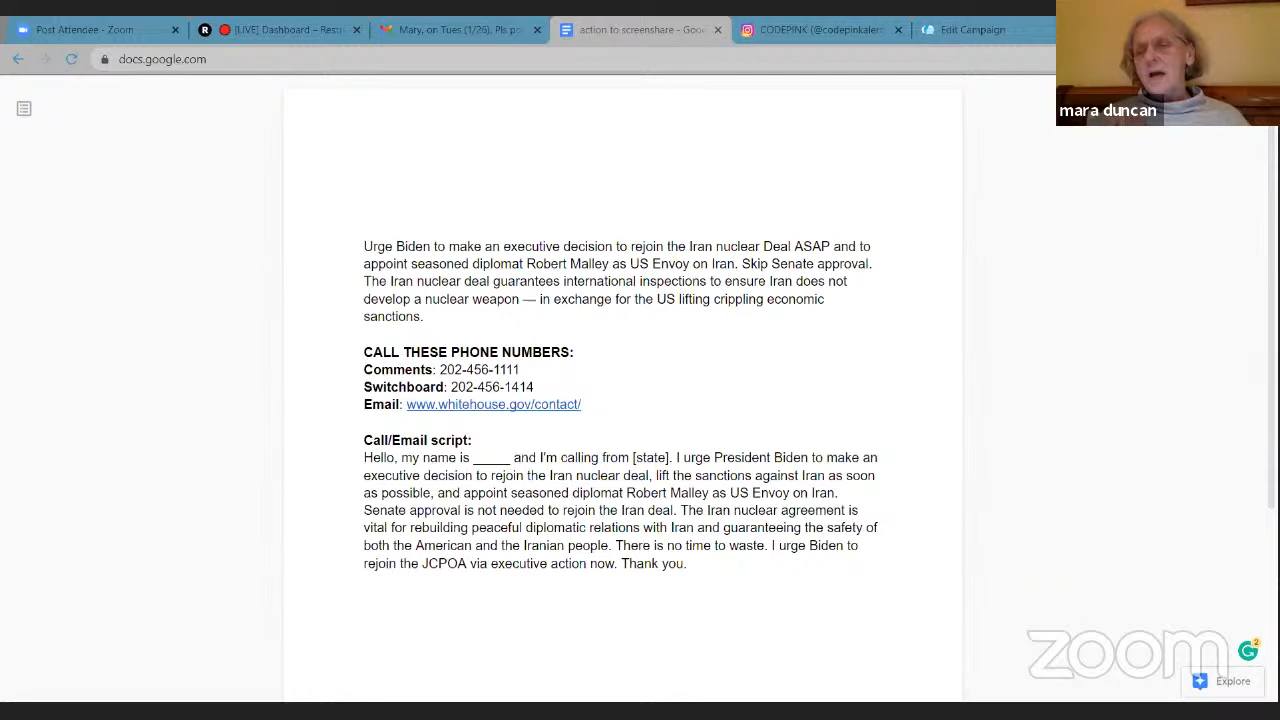 Post Attendee - Zoom
[LIVE] Dashboard – Restr
Mary, on Tues (1/26), Pls po
action to screenshare - Goo
CODEPINK (@codepinkalert
Edit Campaign
docs.google.com
mara duncan
Urge Biden to make an executive decision to rejoin the Iran nuclear Deal ASAP and to
appoint seasoned diplomat Robert Malley as US Envoy on Iran. Skip Senate approval.
The Iran nuclear deal guarantees international inspections to ensure Iran does not
develop a nuclear weapon — in exchange for the US lifting crippling economic
sanctions.
CALL THESE PHONE NUMBERS:
Comments: 202-456-1111
Switchboard: 202-456-1414
Email: www.whitehouse.gov/contact/
Call/Email script:
Hello, my name is _____ and I'm calling from [state]. I urge President Biden to make an
executive decision to rejoin the Iran nuclear deal, lift the sanctions against Iran as soon
as possible, and appoint seasoned diplomat Robert Malley as US Envoy on Iran.
Senate approval is not needed to rejoin the Iran deal. The Iran nuclear agreement is
vital for rebuilding peaceful diplomatic relations with Iran and guaranteeing the safety of
both the American and the Iranian people. There is no time to waste. I urge Biden to
rejoin the JCPOA via executive action now. Thank you.
zoom
2
Explore